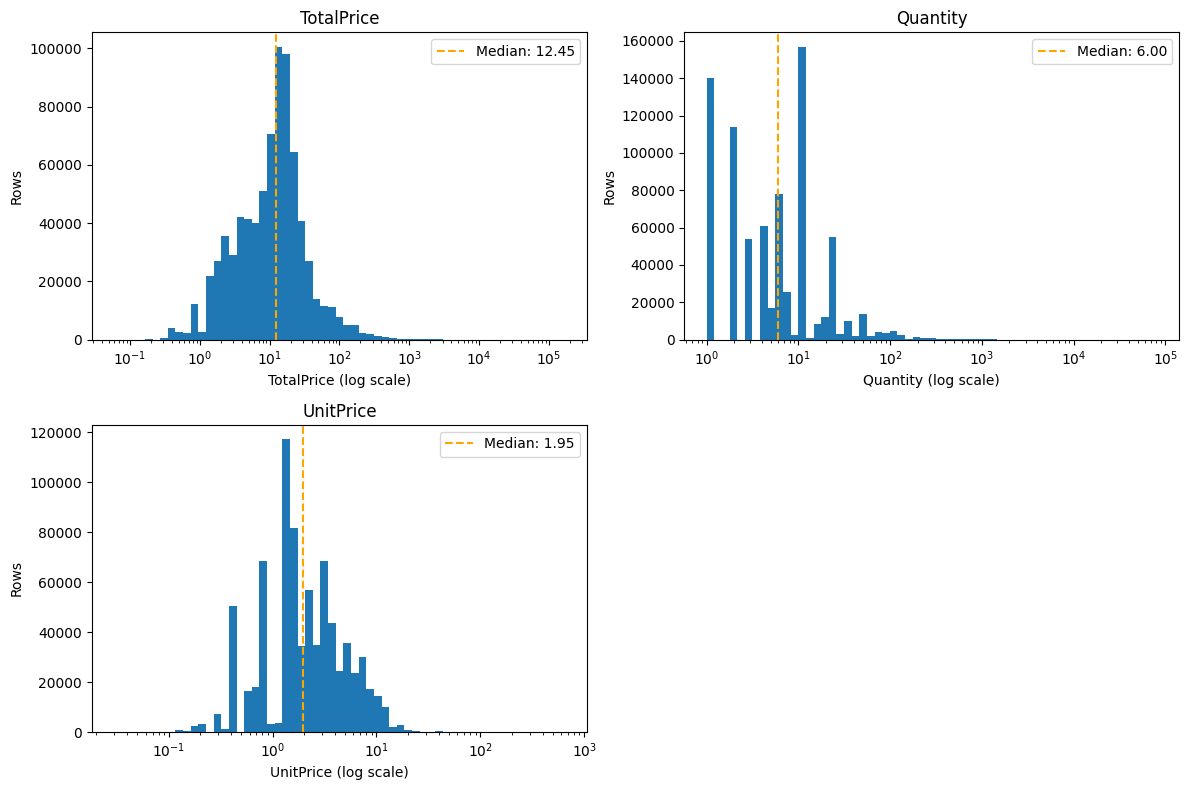 TotalPrice
100000
80000
60000
40000
20000
0
Rows
Median: 12.45
10⁻¹ 10⁰ 10¹ 10² 10³ 10⁴ 10⁵
TotalPrice (log scale)
Quantity
160000
140000
120000
100000
80000
60000
40000
20000
0
Rows
Median: 6.00
10⁰ 10¹ 10² 10³ 10⁴ 10⁵
Quantity (log scale)
UnitPrice
120000
100000
80000
60000
40000
20000
0
Rows
Median: 1.95
10⁻¹ 10⁰ 10¹ 10² 10³
UnitPrice (log scale)